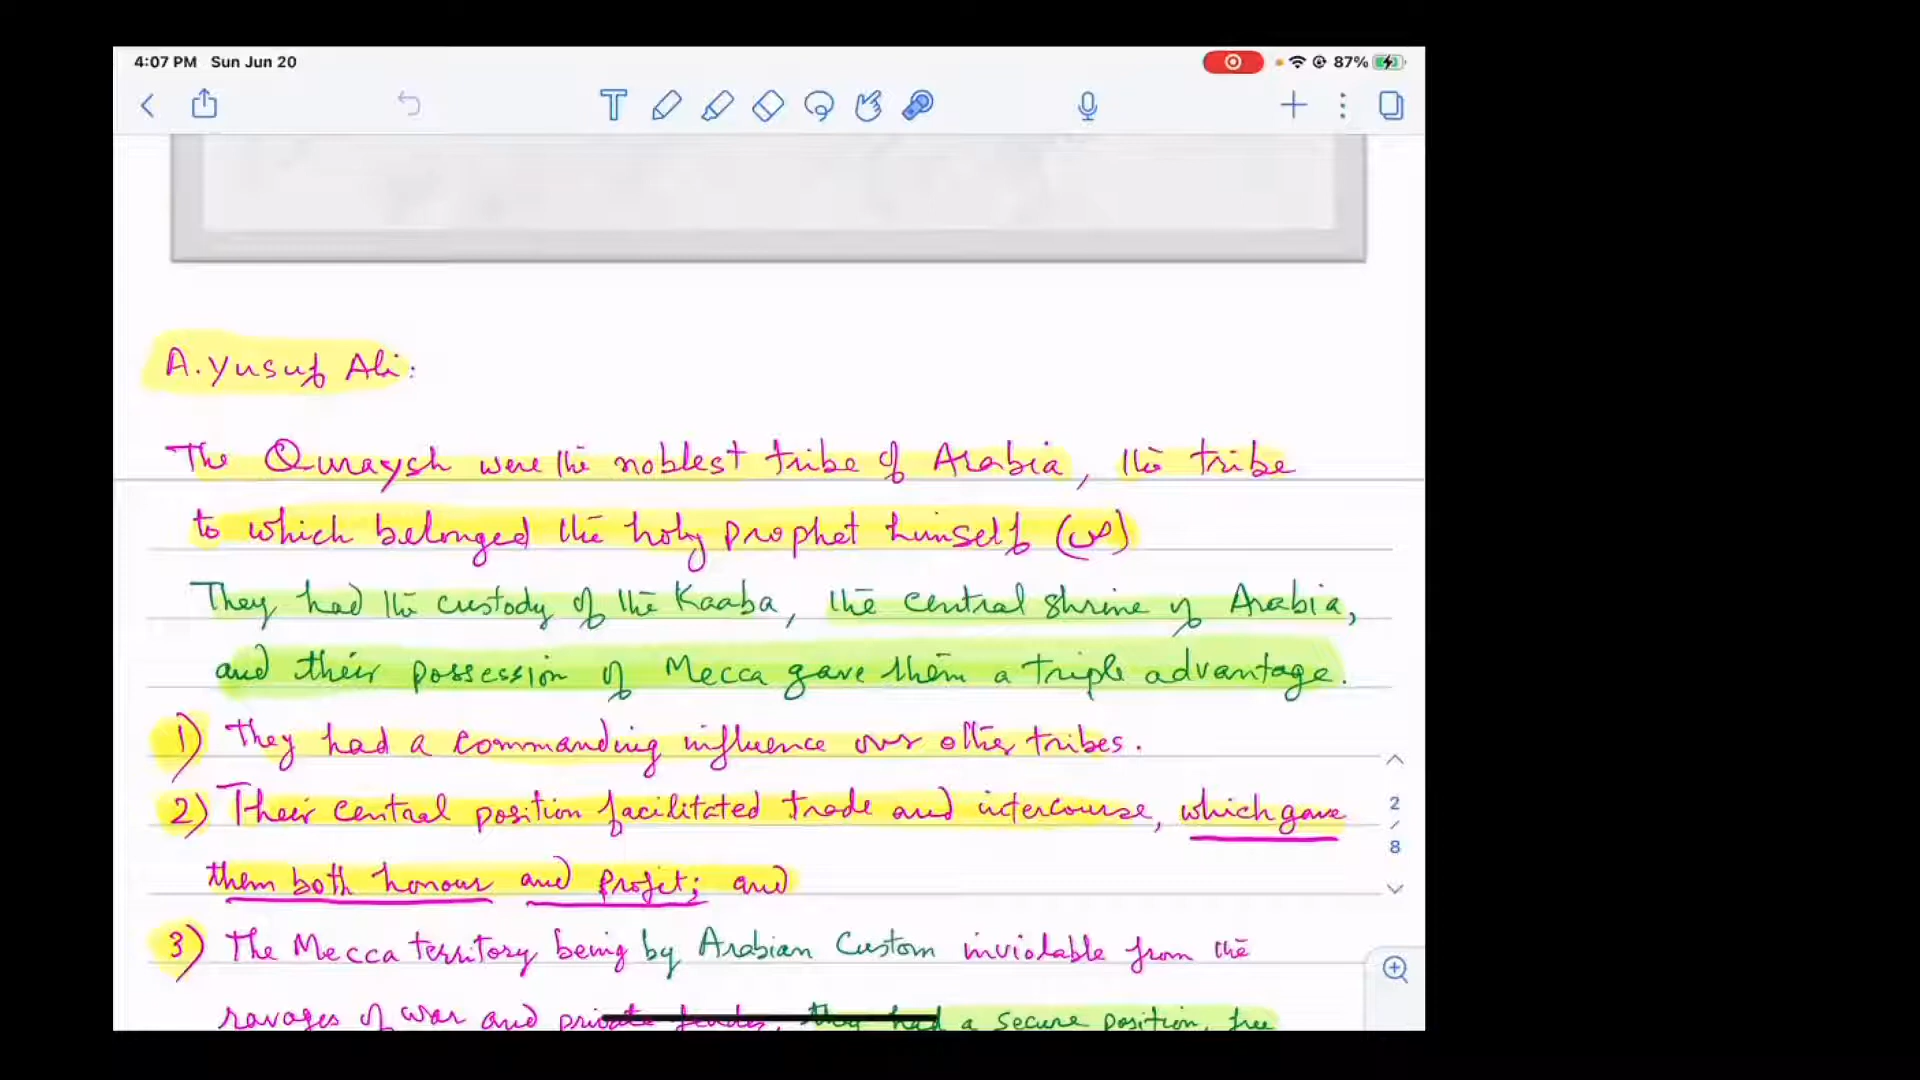 4:07 PM Sun Jun 20
87%
A. Yusuf Ali:
The Quraysh were the noblest tribe of Arabia, the tribe
to which belonged the holy prophet himself (ص)
They had the custody of the Kaaba, the central shrine of Arabia,
and their possession of Mecca gave them a triple advantage.
1) They had a commanding influence over other tribes.
2) Their central position facilitated trade and intercourse, which gave
them both honour and profit; and
3) The Mecca territory being by Arabian Custom inviolable from the
ravages of war and private feuds, they had a secure position, free
2
/
8